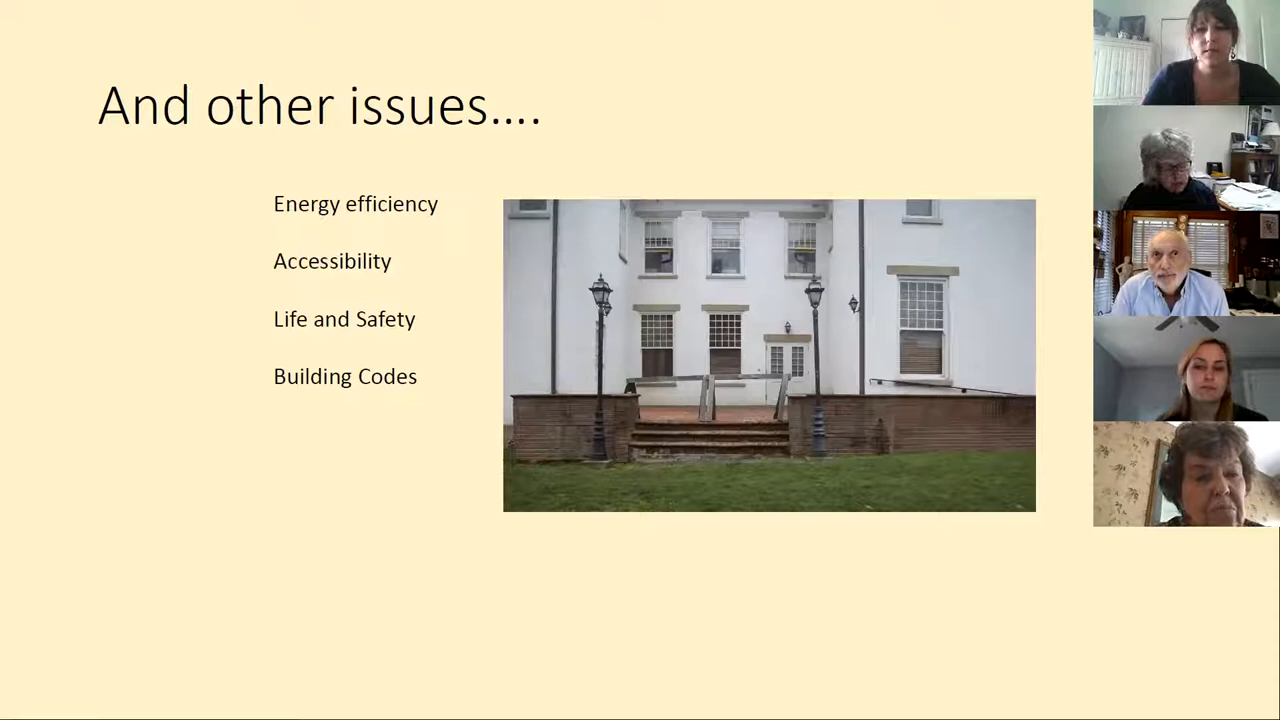 And other issues....
Energy efficiency
Accessibility
Life and Safety
Building Codes